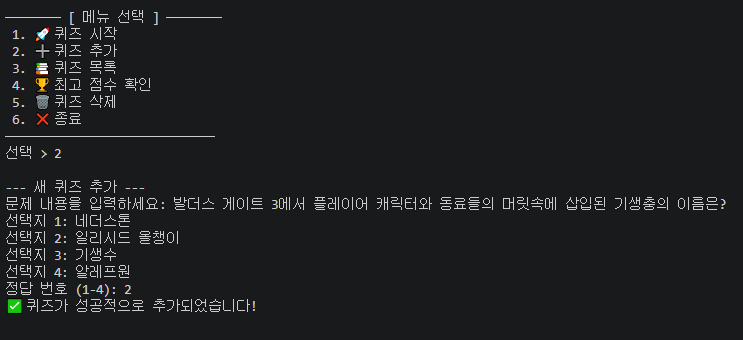 ──────── [ 메뉴 선택 ] ────────
1. 🚀 퀴즈 시작
2. ➕ 퀴즈 추가
3. 📚 퀴즈 목록
4. 🏆 최고 점수 확인
5. 🗑️ 퀴즈 삭제
6. ❌ 종료
선택 > 2
--- 새 퀴즈 추가 ---
문제 내용을 입력하세요: 발더스 게이트 3에서 플레이어 캐릭터와 동료들의 머릿속에 삽입된 기생충의 이름은?
선택지 1: 네더스톤
선택지 2: 일리시드 올챙이
선택지 3: 기생수
선택지 4: 알레프원
정답 번호 (1-4): 2
✅ 퀴즈가 성공적으로 추가되었습니다!